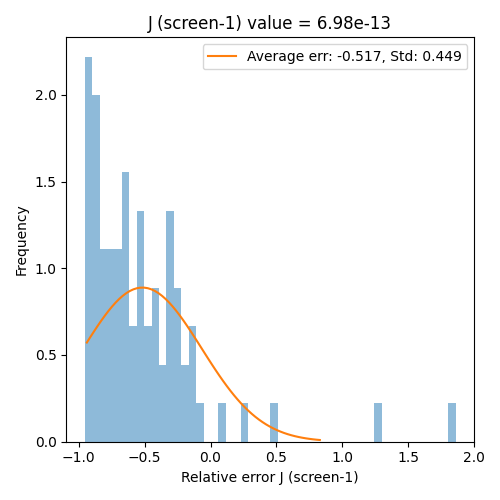 J (screen-1) value = 6.98e-13
Average err: -0.517, Std: 0.449
Frequency
2.0
1.5
1.0
0.5
0.0
−1.0 −0.5 0.0 0.5 1.0 1.5 2.0
Relative error J (screen-1)